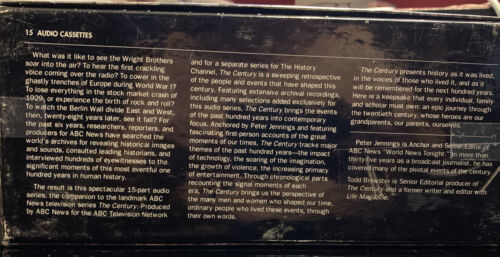 15 AUDIO CASSETTES
What was it like to see the Wright Brothers
soar into the air? To hear the first crackling
voice coming over the radio? To cower in the
ghastly trenches of Europe during World War I?
To lose everything in the stock market crash of
1929, or experience the birth of rock and roll?
To watch the Berlin Wall divide East and West,
then, twenty-eight years later, see it fall? For
the past six years, researchers, reporters, and
producers for ABC News have searched the
world's archives for revealing historical images
and sounds, consulted leading historians, and
interviewed hundreds of eyewitnesses to the
significant moments of this most eventful one
hundred years in human history.
The result is this spectacular 15-part audio
series, the companion to the landmark ABC
News television series The Century. Produced
by ABC News for the ABC Television Network
and for a separate series for The History
Channel, The Century is a sweeping retrospective
of the people and events that have shaped this
century. Featuring extensive archival recordings
including many selections added exclusively for
this audio series, The Century brings the events
of the past hundred years into contemporary
focus. Anchored by Peter Jennings and featuring
fascinating first-person accounts of the great
moments of our times, The Century tracks major
themes of the past hundred years—the impact
of technology, the soaring of the imagination,
the growth of violence, the increasing primacy
of entertainment. Through chronological parts
recounting the signal moments of each
era, The Century brings us the perspective of
the many men and women who shaped our time,
ordinary people who lived these events, through
their own words.
The Century presents history as it was lived,
in the voices of those who lived it, and as it
will be remembered for the next hundred years.
Here is a keepsake that every individual, family
and scholar must own: an epic journey through
the twentieth century, whose heroes are our
grandparents, our parents, ourselves.
Peter Jennings is Anchor and Senior Editor of
ABC News "World News Tonight." In more than
thirty-five years as a broadcast journalist, he has
covered many of the pivotal events of the century.
Todd Brewster is Senior Editorial producer of
The Century and a former writer and editor with
Life Magazine.